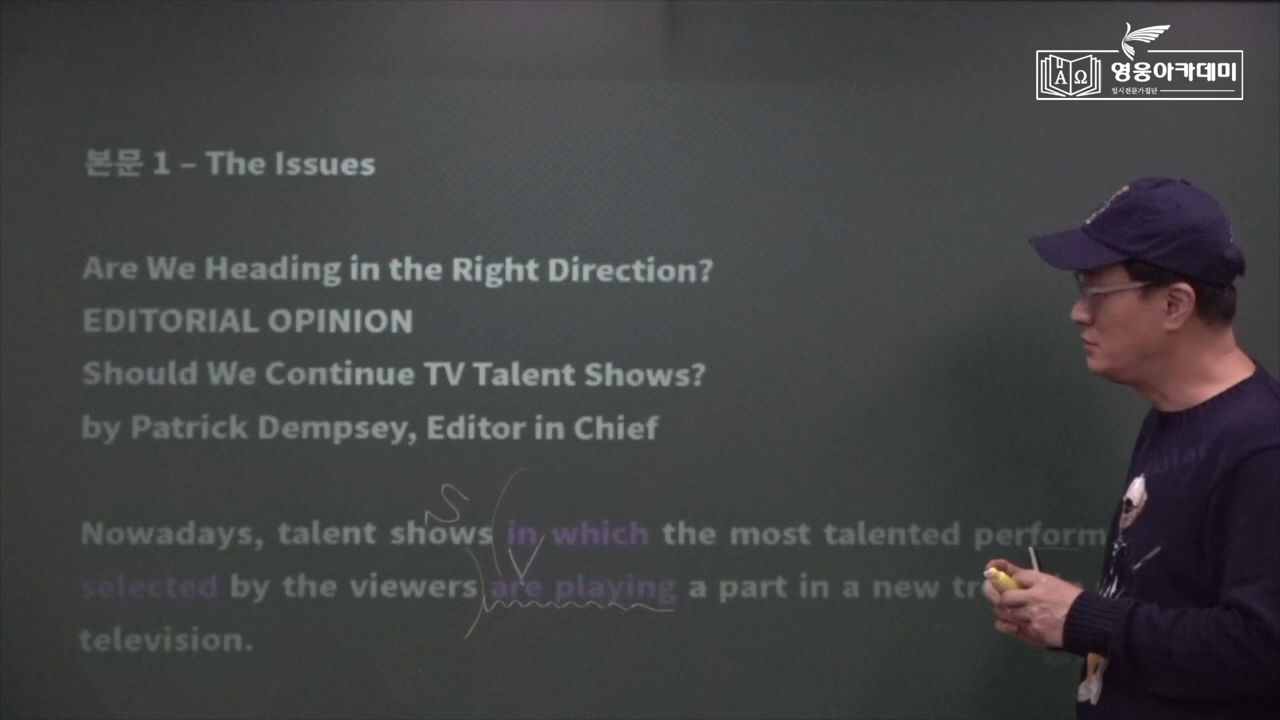 영웅아카데미
입시전문가집단
AΩ
본문 1 – The Issues
Are We Heading in the Right Direction?
EDITORIAL OPINION
Should We Continue TV Talent Shows?
by Patrick Dempsey, Editor in Chief
S
Nowadays, talent shows in which the most talented perform
V
selected by the viewers are playing a part in a new
television.